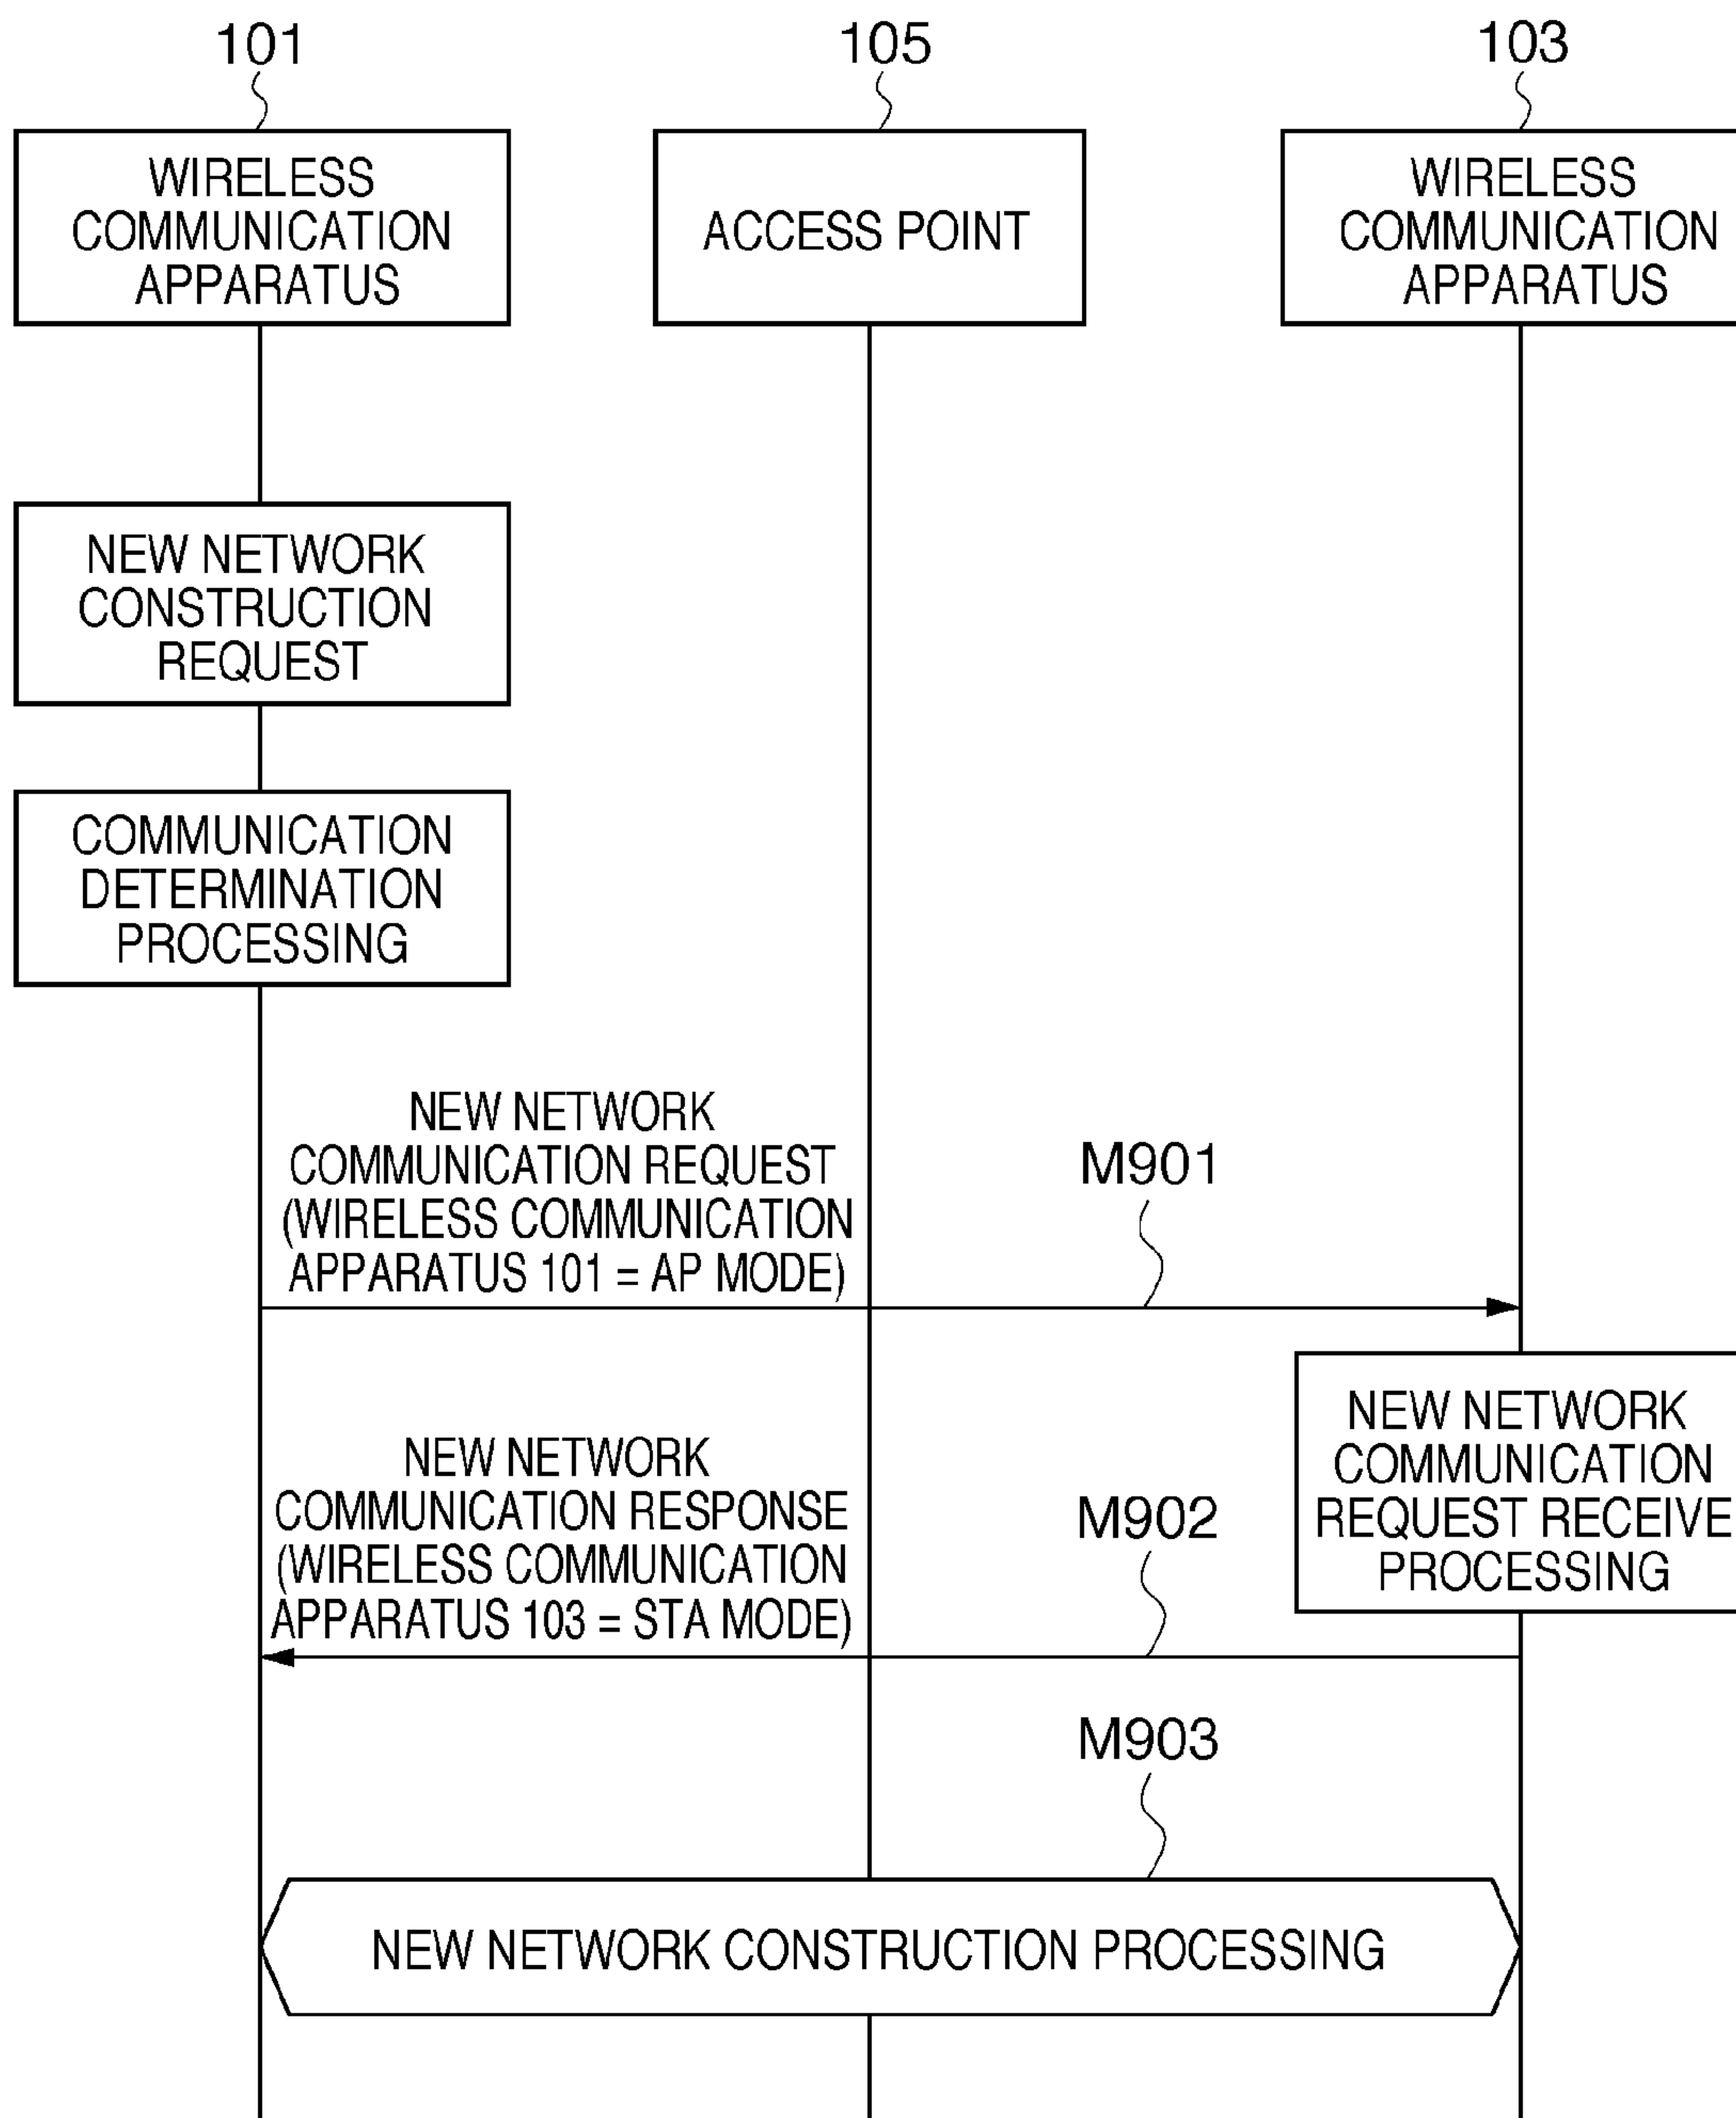 101
105
103
WIRELESS
COMMUNICATION
APPARATUS
ACCESS POINT
WIRELESS
COMMUNICATION
APPARATUS
NEW NETWORK
CONSTRUCTION
REQUEST
COMMUNICATION
DETERMINATION
PROCESSING
NEW NETWORK
COMMUNICATION REQUEST
(WIRELESS COMMUNICATION
APPARATUS 101 = AP MODE)
M901
NEW NETWORK
COMMUNICATION
REQUEST RECEIVE
PROCESSING
NEW NETWORK
COMMUNICATION RESPONSE
(WIRELESS COMMUNICATION
APPARATUS 103 = STA MODE)
M902
M903
NEW NETWORK CONSTRUCTION PROCESSING